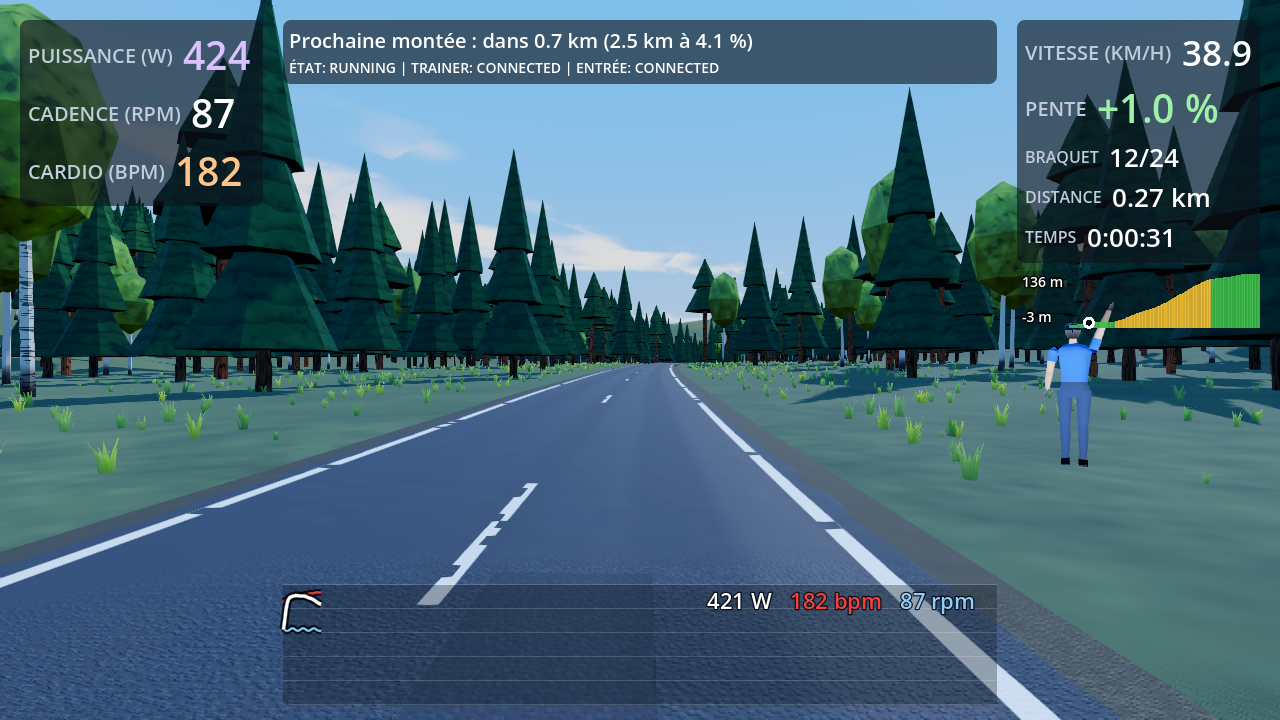 PUISSANCE (W) 424
CADENCE (RPM) 87
CARDIO (BPM) 182
Prochaine montée : dans 0.7 km (2.5 km à 4.1 %)
ÉTAT: RUNNING | TRAINER: CONNECTED | ENTRÉE: CONNECTED
VITESSE (KM/H) 38.9
PENTE +1.0 %
BRAQUET 12/24
DISTANCE 0.27 km
TEMPS 0:00:31
136 m
-3 m
421 W 182 bpm 87 rpm